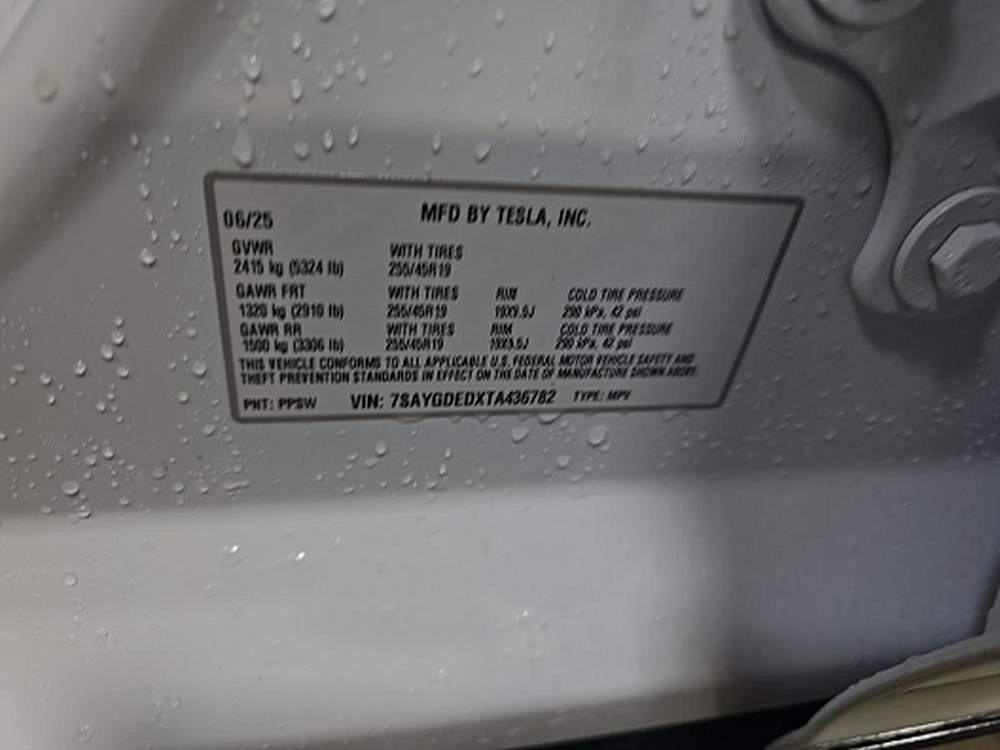 06/25 MFD BY TESLA, INC.
GVWR WITH TIRES
2415 kg (5324 lb) 255/45R19
GAWR FRT WITH TIRES RIM COLD TIRE PRESSURE
1320 kg (2910 lb) 255/45R19 19X9.5J 290 kPa, 42 psi
GAWR RR WITH TIRES RIM COLD TIRE PRESSURE
1500 kg (3306 lb) 255/45R19 19X9.5J 290 kPa, 42 psi
THIS VEHICLE CONFORMS TO ALL APPLICABLE U.S. FEDERAL MOTOR VEHICLE SAFETY AND
THEFT PREVENTION STANDARDS IN EFFECT ON THE DATE OF MANUFACTURE SHOWN ABOVE.
PNT: PPSW VIN: 7SAYGDEDXTA436782 TYPE: MPV